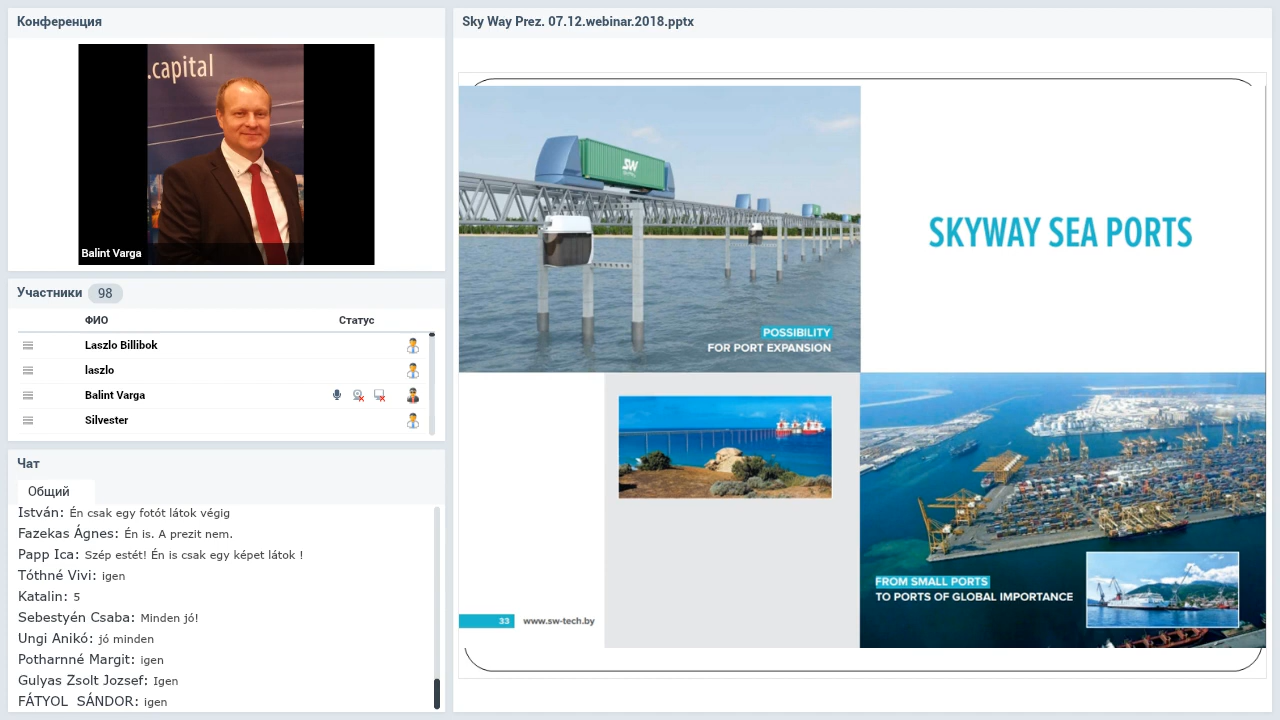 Конференция
.capital
Balint Varga
Участники 98
ФИО Статус
Laszlo Billibok
laszlo
Balint Varga
Silvester
Чат
Общий
István: Én csak egy fotót látok végig
Fazekas Ágnes: Én is. A prezit nem.
Papp Ica: Szép estét! Én is csak egy képet látok !
Tóthné Vivi: igen
Katalin: 5
Sebestyén Csaba: Minden jó!
Ungi Anikó: jó minden
Potharnné Margit: igen
Gulyas Zsolt Jozsef: Igen
FÁTYOL SÁNDOR: igen
Sky Way Prez. 07.12.webinar.2018.pptx
SW
POSSIBILITY
FOR PORT EXPANSION
SKYWAY SEA PORTS
33 www.sw-tech.by
FROM SMALL PORTS
TO PORTS OF GLOBAL IMPORTANCE